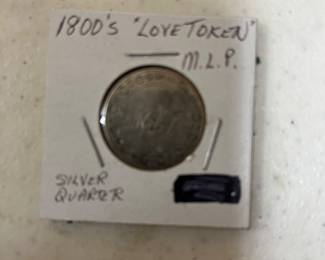 1800's "LOVE TOKEN"
M.L.P.
SILVER
QUARTER